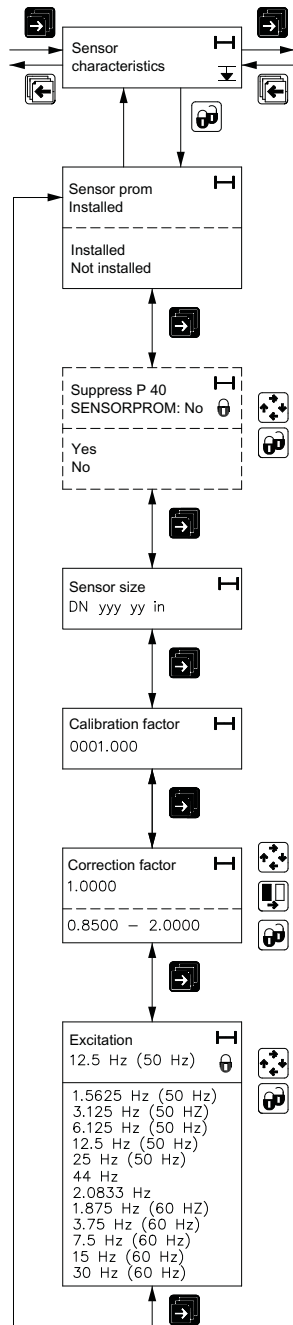 Sensor
characteristics
Sensor prom
Installed
Installed
Not installed
Suppress P 40
SENSORPROM: No
Yes
No
Sensor size
DN yyy yy in
Calibration factor
0001.000
Correction factor
1.0000
0.8500 – 2.0000
Excitation
12.5 Hz (50 Hz)
1.5625 Hz (50 Hz)
3.125 Hz (50 HZ)
6.125 Hz (50 Hz)
12.5 Hz (50 Hz)
25 Hz (50 Hz)
44 Hz
2.0833 Hz
1.875 Hz (60 HZ)
3.75 Hz (60 Hz)
7.5 Hz (60 Hz)
15 Hz (60 Hz)
30 Hz (60 Hz)